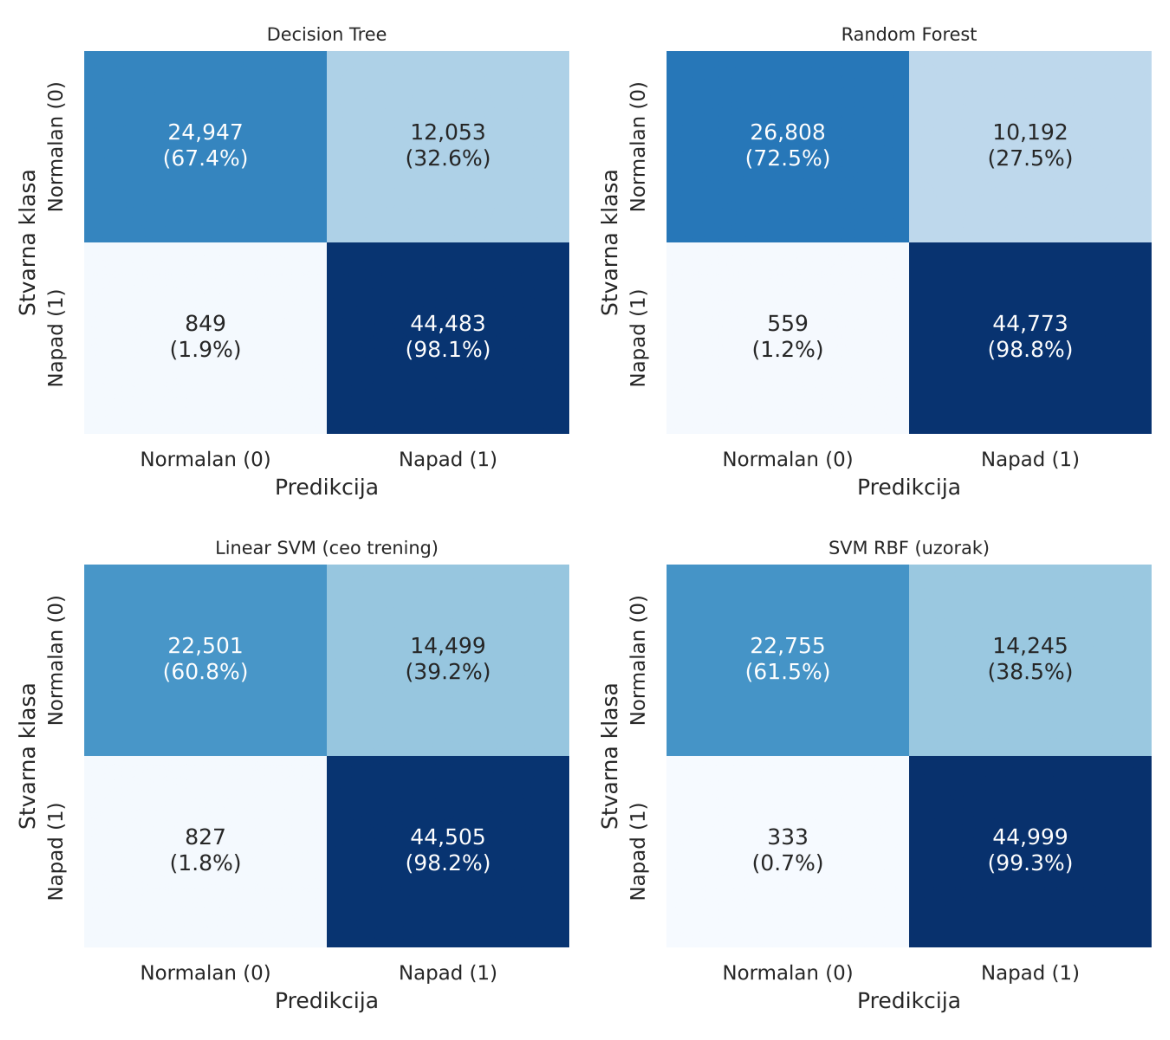 Decision Tree
Stvarna klasa
Normalan (0)
24,947
(67.4%)
12,053
(32.6%)
Napad (1)
849
(1.9%)
44,483
(98.1%)
Normalan (0)
Napad (1)
Predikcija
Random Forest
Stvarna klasa
Normalan (0)
26,808
(72.5%)
10,192
(27.5%)
Napad (1)
559
(1.2%)
44,773
(98.8%)
Normalan (0)
Napad (1)
Predikcija
Linear SVM (ceo trening)
Stvarna klasa
Normalan (0)
22,501
(60.8%)
14,499
(39.2%)
Napad (1)
827
(1.8%)
44,505
(98.2%)
Normalan (0)
Napad (1)
Predikcija
SVM RBF (uzorak)
Stvarna klasa
Normalan (0)
22,755
(61.5%)
14,245
(38.5%)
Napad (1)
333
(0.7%)
44,999
(99.3%)
Normalan (0)
Napad (1)
Predikcija